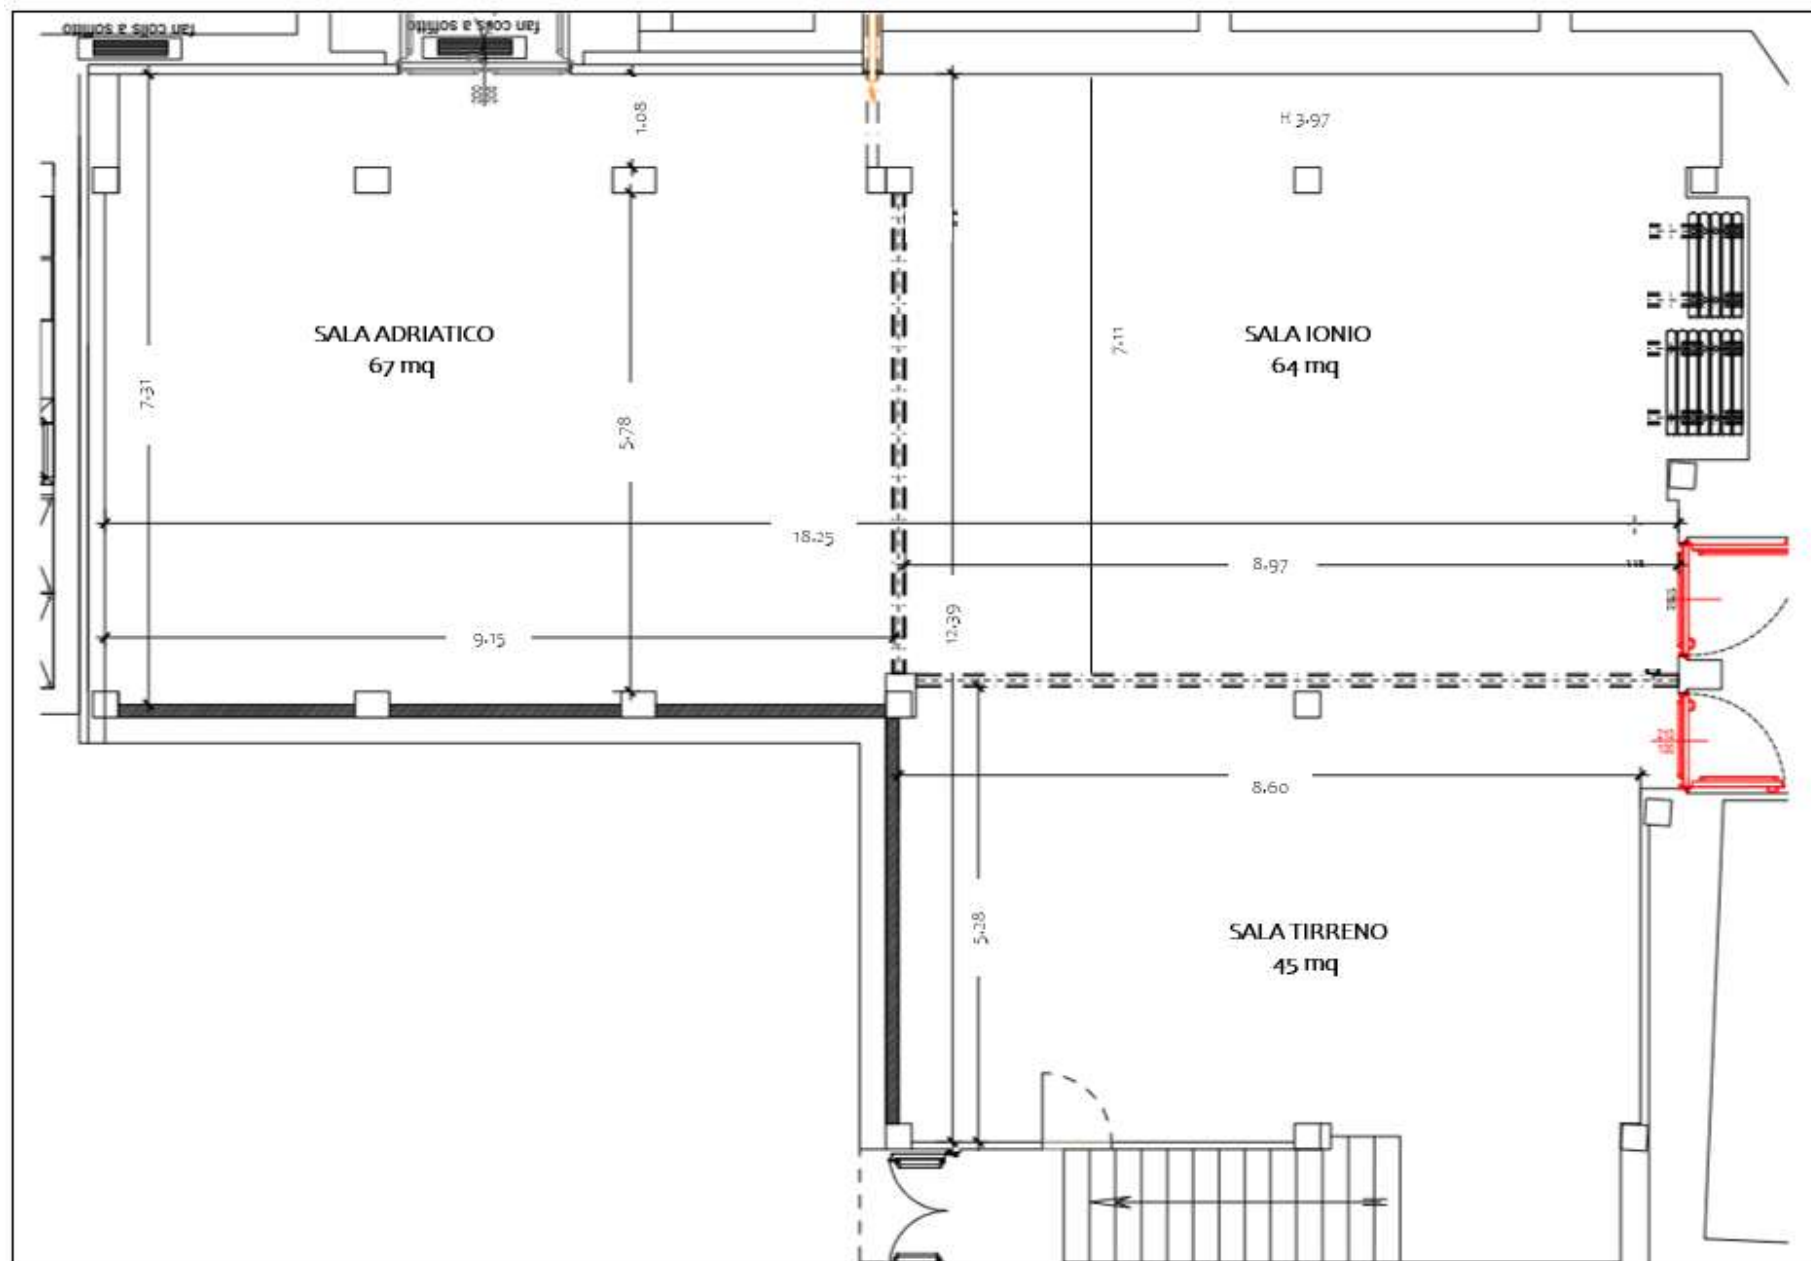 fan coils a soffitto
fan coils a soffitto
1.08
H 3.97
SALA ADRIATICO
67 mq
SALA IONIO
64 mq
7.11
7.31
5.78
18.25
8.97
9.15
12.39
8.60
5.28
SALA TIRRENO
45 mq